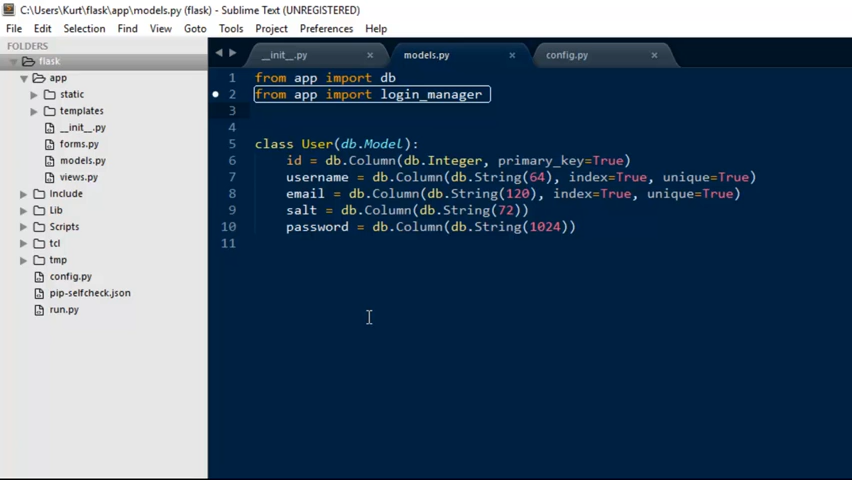 C:\Users\Kurt\flask\app\models.py (flask) - Sublime Text (UNREGISTERED)
File Edit Selection Find View Goto Tools Project Preferences Help
FOLDERS
flask
app
static
templates
__init__.py
forms.py
models.py
views.py
Include
Lib
Scripts
tcl
tmp
config.py
pip-selfcheck.json
run.py
__init__.py × models.py × config.py ×
1 from app import db
2 from app import login_manager
3
4
5 class User(db.Model):
6 id = db.Column(db.Integer, primary_key=True)
7 username = db.Column(db.String(64), index=True, unique=True)
8 email = db.Column(db.String(120), index=True, unique=True)
9 salt = db.Column(db.String(72))
10 password = db.Column(db.String(1024))
11